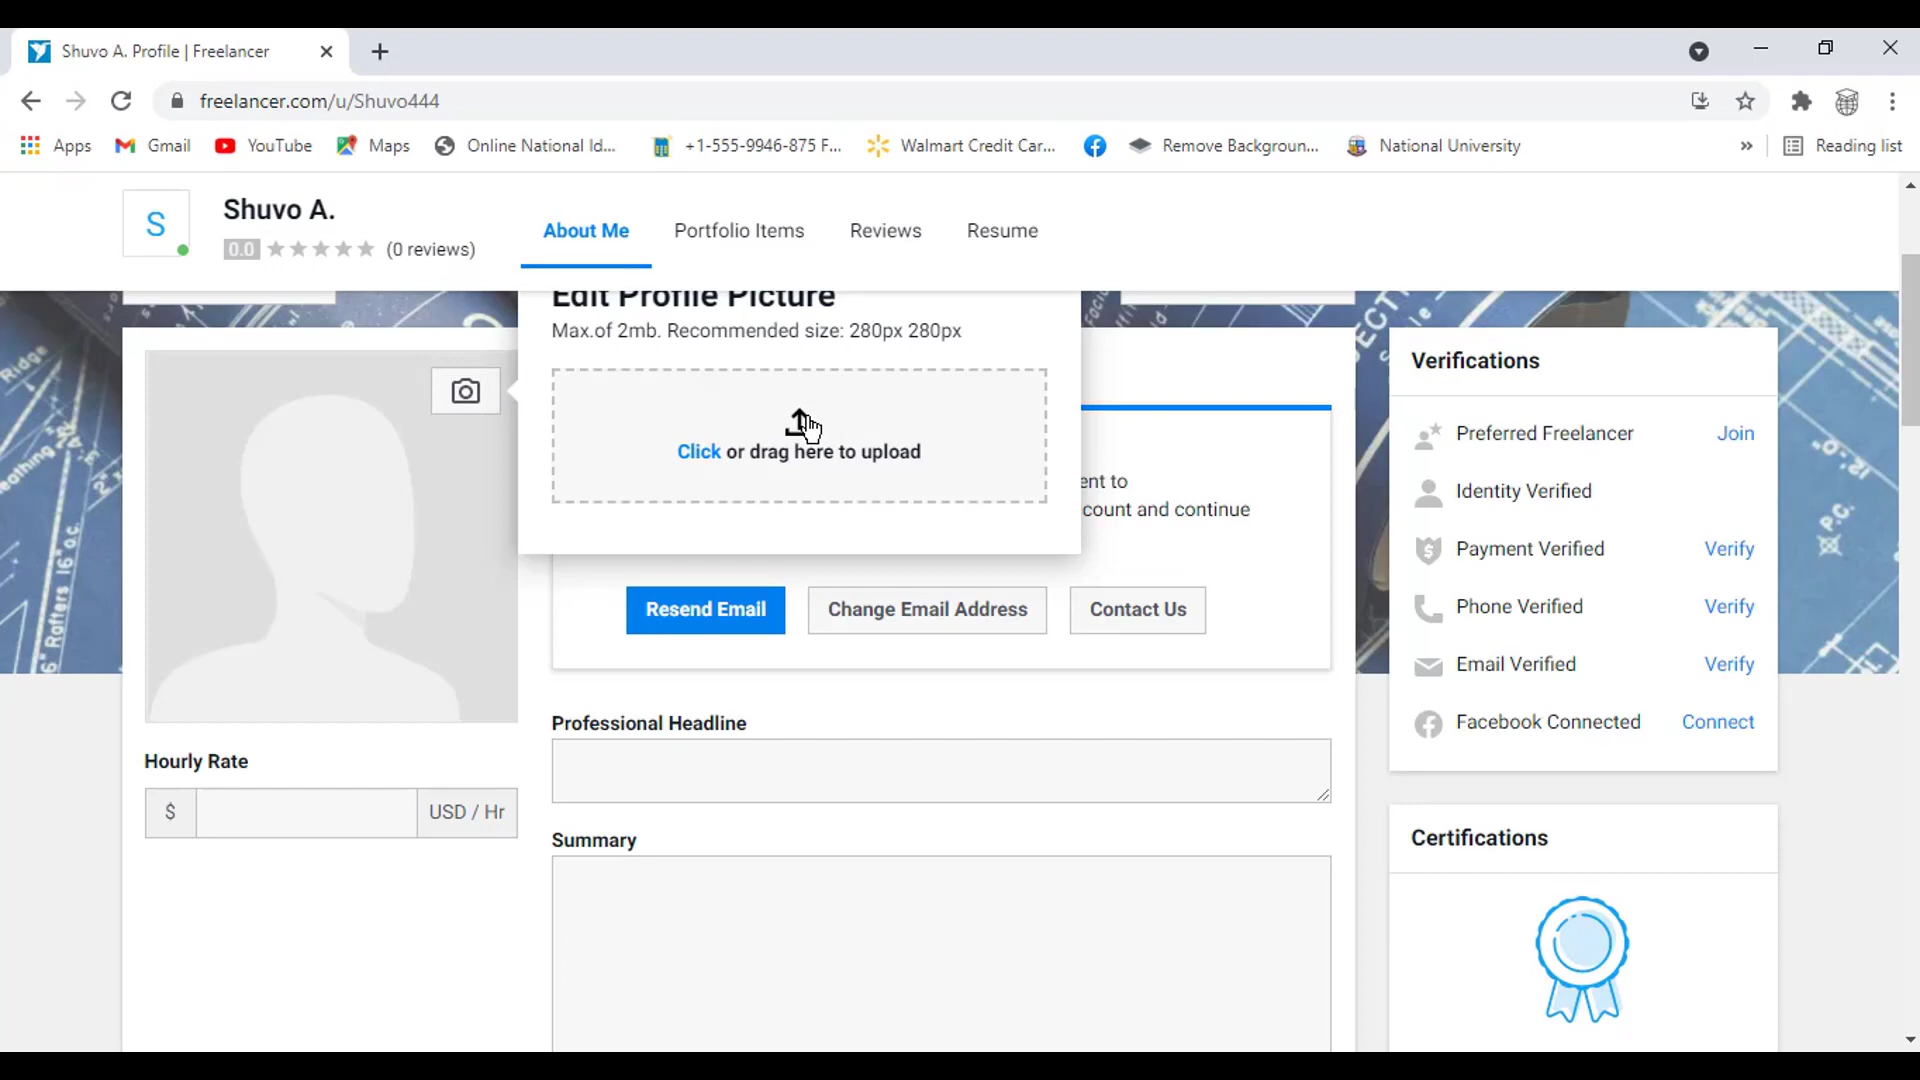 Shuvo A. Profile | Freelancer
freelancer.com/u/Shuvo444
Apps
Gmail
YouTube
Maps
Online National Id...
+1-555-9946-875 F...
Walmart Credit Car...
Remove Backgroun...
National University
»
Reading list
S
Shuvo A.
0.0
(0 reviews)
About Me
Portfolio Items
Reviews
Resume
Edit Profile Picture
Max.of 2mb. Recommended size: 280px 280px
Click or drag here to upload
ent to
count and continue
Resend Email
Change Email Address
Contact Us
Hourly Rate
$
USD / Hr
Professional Headline
Summary
Verifications
Preferred Freelancer
Join
Identity Verified
Payment Verified
Verify
Phone Verified
Verify
Email Verified
Verify
Facebook Connected
Connect
Certifications
Ridge
6" Rafters 16" o.c.
P.C.